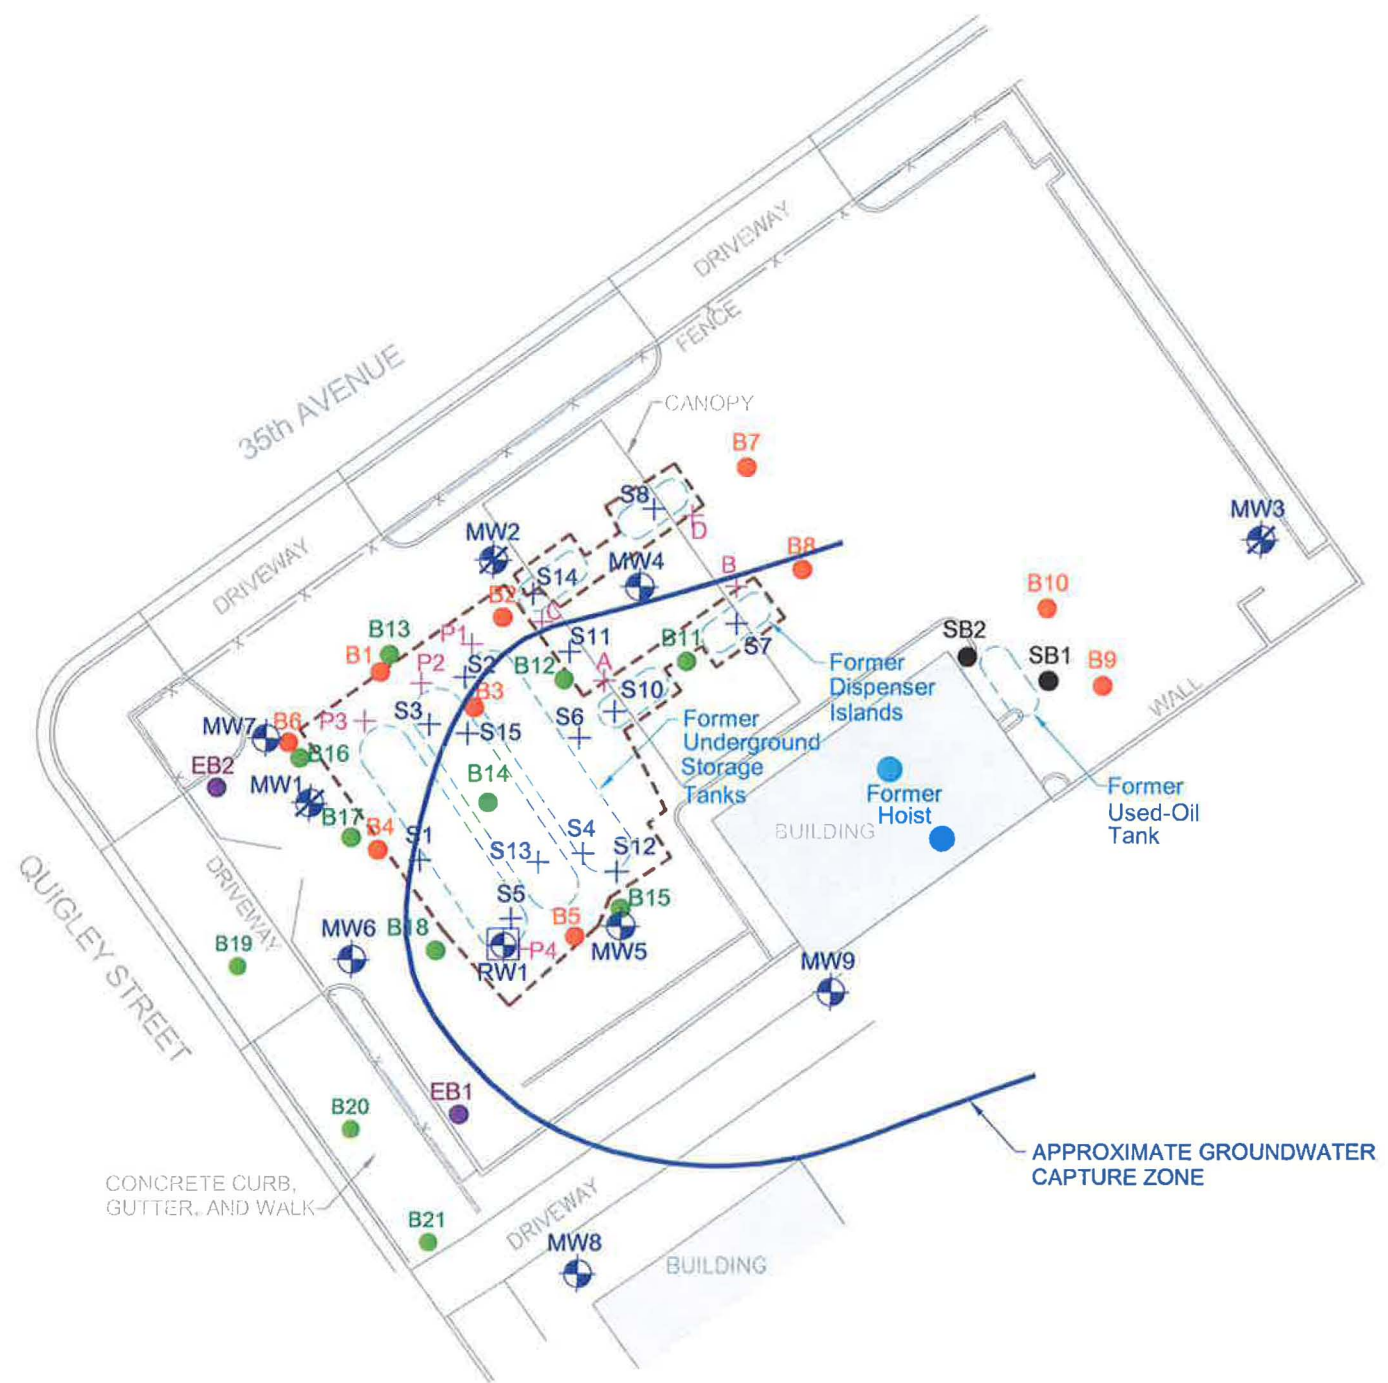 DRIVEWAY
FENCE
35th AVENUE
CANOPY
B7
S8
D
MW3
MW2
DRIVEWAY
MW4
B8
S14
B
B10
B2
C
B13
P1
S11
B11
SB2
S7
B1
P2
S2
B12
A
SB1
B9
Former
Dispenser
Islands
B3
S10
WALL
P3
S3
MW7
B6
S15
S6
Former
Underground
Storage
Tanks
B16
EB2
MW1
B14
Former
Hoist
Former
Used-Oil
Tank
B17
B4
S1
S4
BUILDING
S13
S12
QUIGLEY STREET
DRIVEWAY
S5
B15
B5
MW6
B18
B19
P4
MW5
RW1
MW9
EB1
B20
APPROXIMATE GROUNDWATER
CAPTURE ZONE
CONCRETE CURB,
GUTTER, AND WALK
B21
DRIVEWAY
MW8
BUILDING